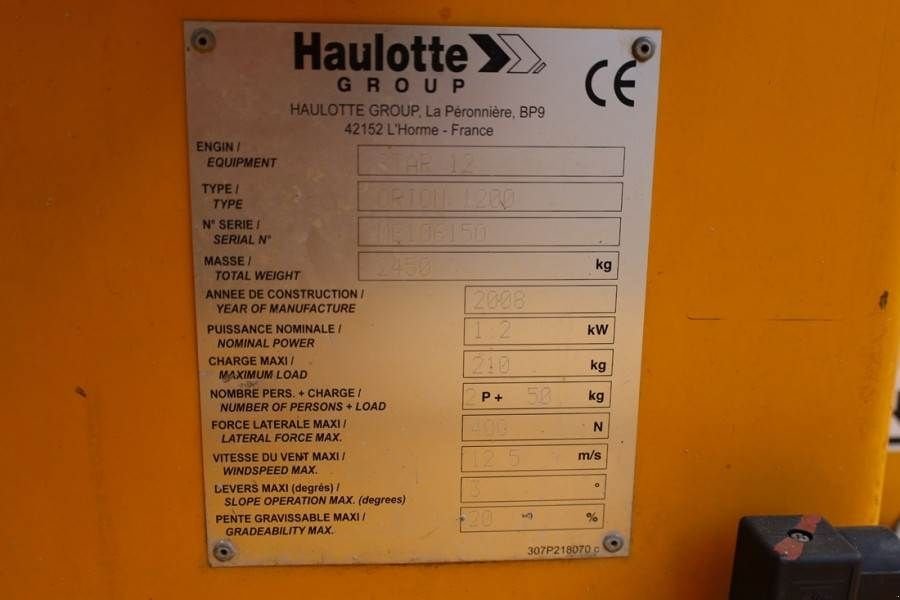 Haulotte
GROUP
CE
HAULOTTE GROUP, La Péronnière, BP9
42152 L'Horme - France
ENGIN /
EQUIPMENT
STAR 12
TYPE /
TYPE
ORION 1200
N° SERIE /
SERIAL N°
MASSE /
TOTAL WEIGHT
2450 kg
ANNEE DE CONSTRUCTION /
YEAR OF MANUFACTURE
2008
PUISSANCE NOMINALE /
NOMINAL POWER
1.2 kW
CHARGE MAXI /
MAXIMUM LOAD
210 kg
NOMBRE PERS. + CHARGE /
NUMBER OF PERSONS + LOAD
2 P + 50 kg
FORCE LATERALE MAXI /
LATERAL FORCE MAX.
400 N
VITESSE DU VENT MAXI /
WINDSPEED MAX.
12.5 m/s
DEVERS MAXI (degrés) /
SLOPE OPERATION MAX. (degrees)
3 °
PENTE GRAVISSABLE MAXI /
GRADEABILITY MAX.
20 %
307P218070 c